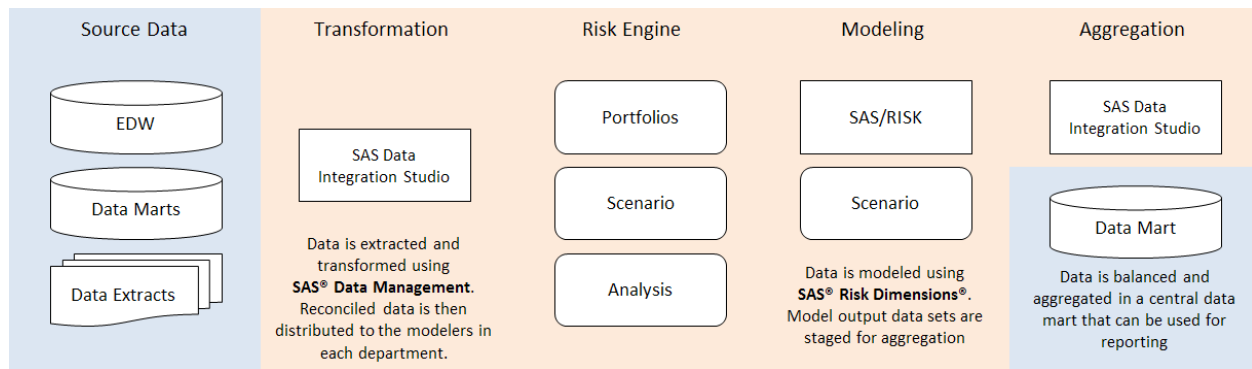 Source Data
EDW
Data Marts
Data Extracts
Transformation
SAS Data
Integration Studio
Data is extracted and
transformed using
SAS® Data Management.
Reconciled data is then
distributed to the modelers in
each department.
Risk Engine
Portfolios
Scenario
Analysis
Modeling
SAS/RISK
Scenario
Data is modeled using
SAS® Risk Dimensions®.
Model output data sets are
staged for aggregation
Aggregation
SAS Data
Integration Studio
Data Mart
Data is balanced and
aggregated in a central data
mart that can be used for
reporting